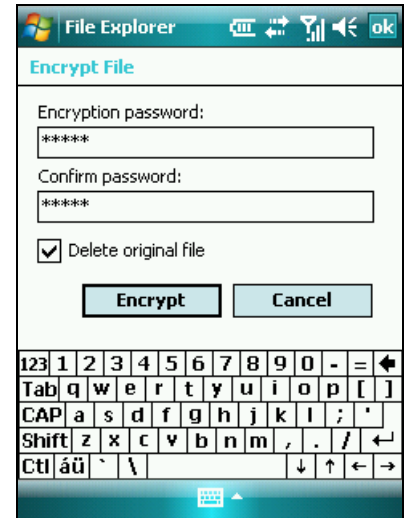 File Explorer ok
Encrypt File
Encryption password:
*****
Confirm password:
*****
Delete original file
Encrypt Cancel
123 1 2 3 4 5 6 7 8 9 0 - =
Tab q w e r t y u i o p [ ]
CAP a s d f g h j k l ; '
Shift z x c v b n m , . /
Ctl áü ` \